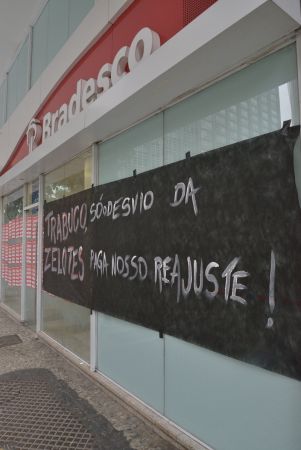 Bradesco
TRABUCO, SÓ o DESVIO DA
ZELOTES PAGA NOSSO REAJUSTE !